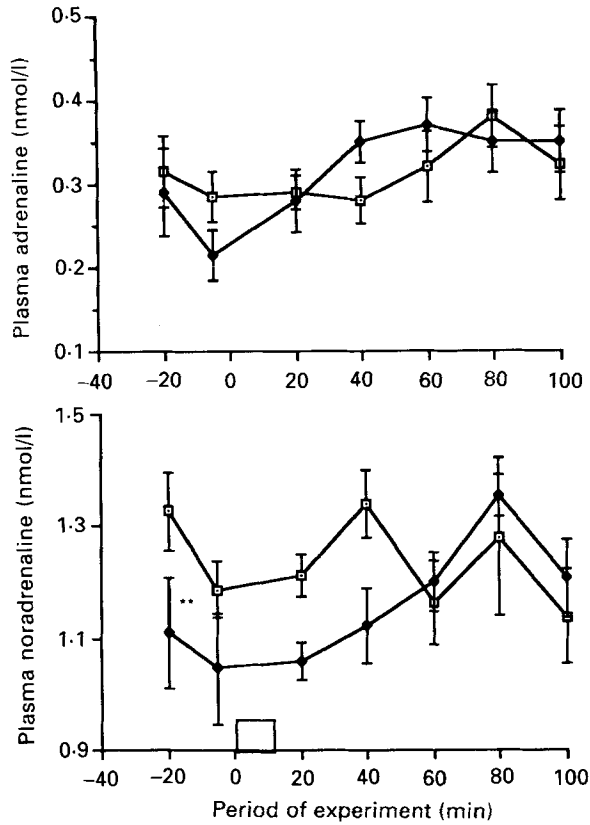 Plasma adrenaline (nmol/l)
0·5
0·4
0·3
0·2
0·1
−40 −20 0 20 40 60 80 100
Plasma noradrenaline (nmol/l)
1·5
1·3
1·1
0·9
**
−40 −20 0 20 40 60 80 100
Period of experiment (min)